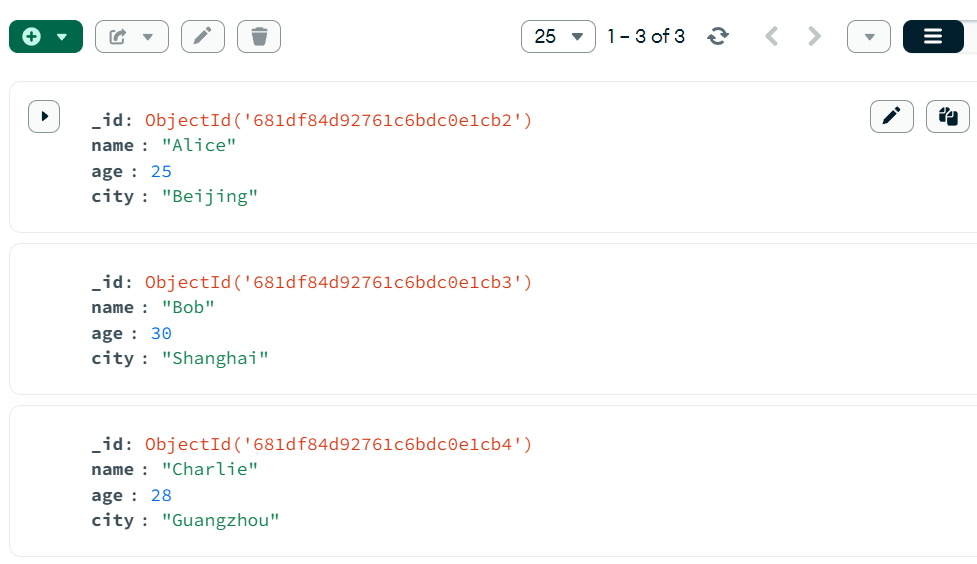 25 1 – 3 of 3
_id: ObjectId('681df84d92761c6bdc0e1cb2')
name : "Alice"
age : 25
city : "Beijing"
_id: ObjectId('681df84d92761c6bdc0e1cb3')
name : "Bob"
age : 30
city : "Shanghai"
_id: ObjectId('681df84d92761c6bdc0e1cb4')
name : "Charlie"
age : 28
city : "Guangzhou"